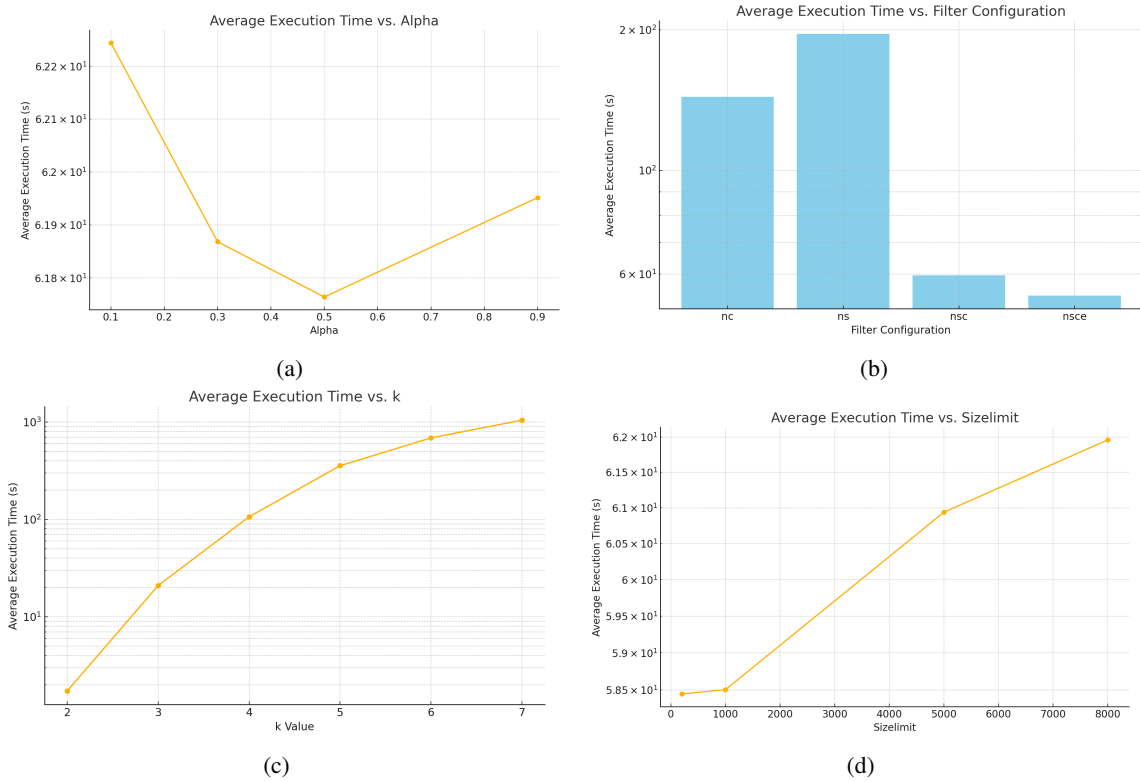 Average Execution Time vs. Alpha
Average Execution Time (s)
6.22 × 10¹
6.21 × 10¹
6.2 × 10¹
6.19 × 10¹
6.18 × 10¹
0.1 0.2 0.3 0.4 0.5 0.6 0.7 0.8 0.9
Alpha
(a)
Average Execution Time vs. Filter Configuration
Average Execution Time (s)
2 × 10²
10²
6 × 10¹
nc ns nsc nsce
Filter Configuration
(b)
Average Execution Time vs. k
Average Execution Time (s)
10³
10²
10¹
2 3 4 5 6 7
k Value
(c)
Average Execution Time vs. Sizelimit
Average Execution Time (s)
6.2 × 10¹
6.15 × 10¹
6.1 × 10¹
6.05 × 10¹
6 × 10¹
5.95 × 10¹
5.9 × 10¹
5.85 × 10¹
0 1000 2000 3000 4000 5000 6000 7000 8000
Sizelimit
(d)